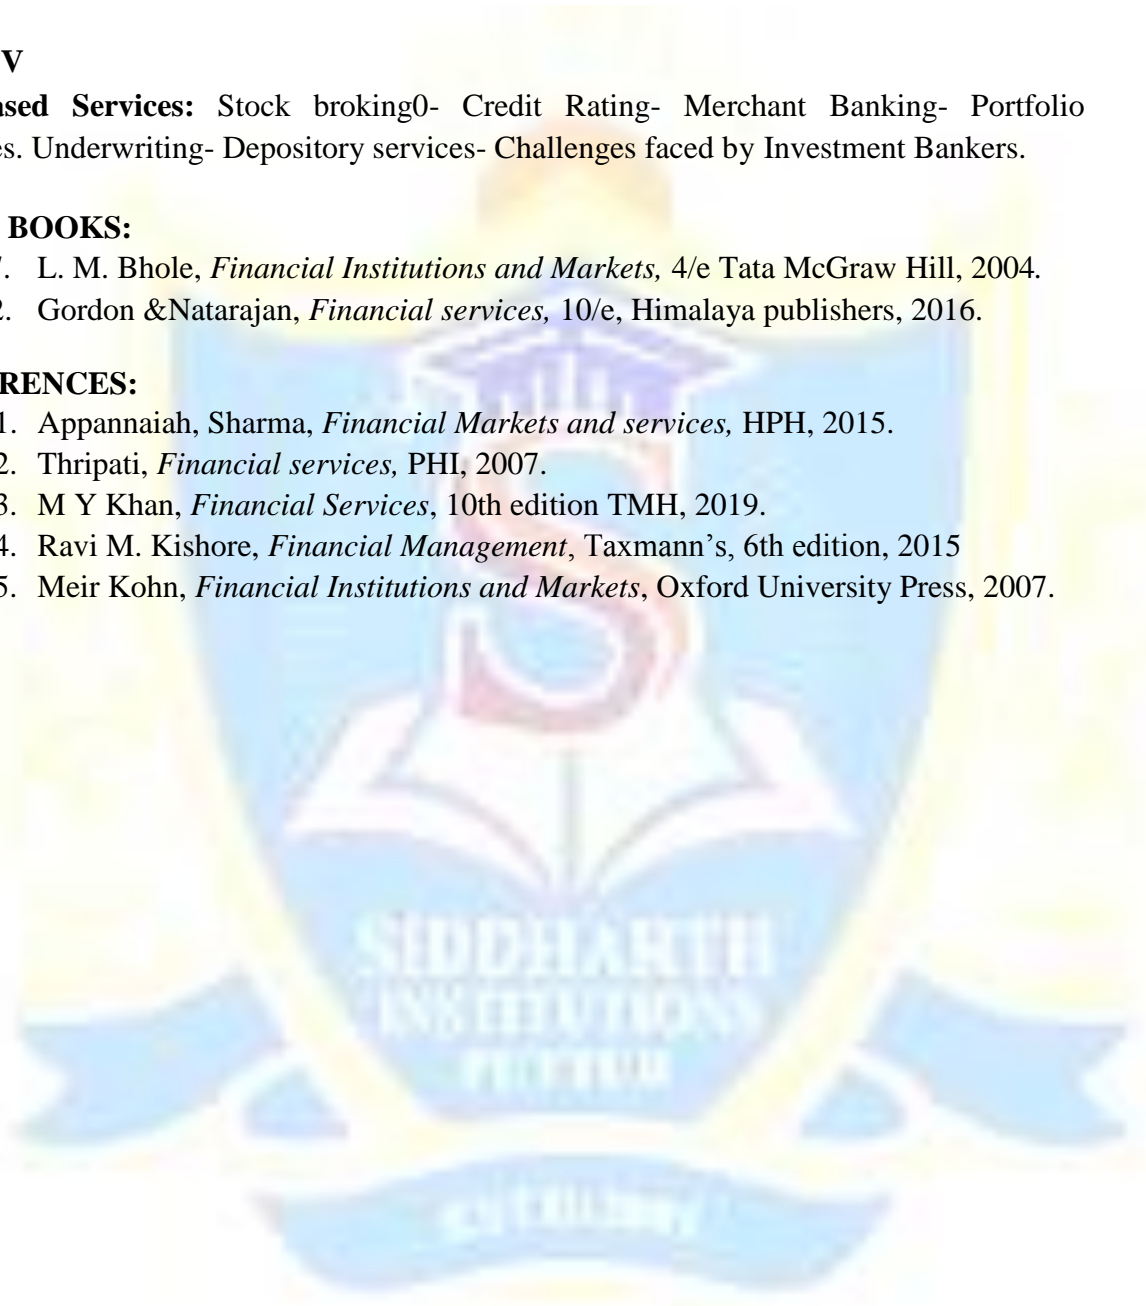 V
ased Services: Stock broking0- Credit Rating- Merchant Banking- Portfolio
es. Underwriting- Depository services- Challenges faced by Investment Bankers.
BOOKS:
L. M. Bhole, Financial Institutions and Markets, 4/e Tata McGraw Hill, 2004.
2. Gordon &Natarajan, Financial services, 10/e, Himalaya publishers, 2016.
RENCES:
1. Appannaiah, Sharma, Financial Markets and services, HPH, 2015.
2. Thripati, Financial services, PHI, 2007.
3. M Y Khan, Financial Services, 10th edition TMH, 2019.
4. Ravi M. Kishore, Financial Management, Taxmann’s, 6th edition, 2015
5. Meir Kohn, Financial Institutions and Markets, Oxford University Press, 2007.
S
SIDDHARTH
INSTITUTIONS
PUTTUR